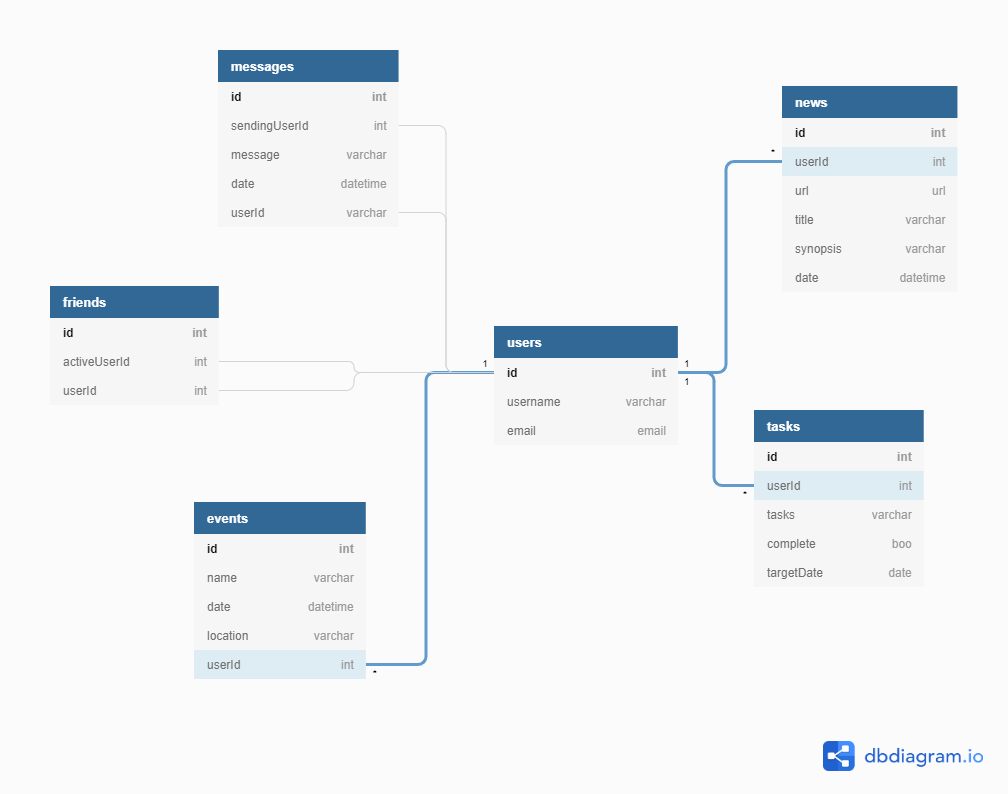 messages
id int
sendingUserId int
message varchar
date datetime
userId varchar
news
id int
* userId int
url url
title varchar
synopsis varchar
date datetime
friends
id int
activeUserId int
userId int
users
1 id int 1
1
username varchar
email email
tasks
id int
userId int
*
tasks varchar
complete boo
targetDate date
events
id int
name varchar
date datetime
location varchar
userId int
*
dbdiagram.io